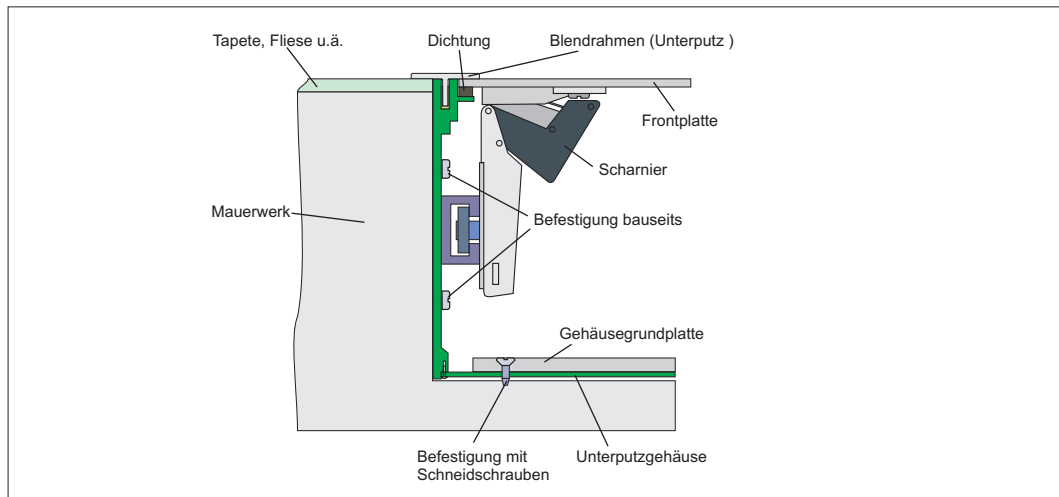 Tapete, Fliese u.ä.
Dichtung
Blendrahmen (Unterputz )
Frontplatte
Scharnier
Mauerwerk
Befestigung bauseits
Gehäusegrundplatte
Befestigung mit
Schneidschrauben
Unterputzgehäuse